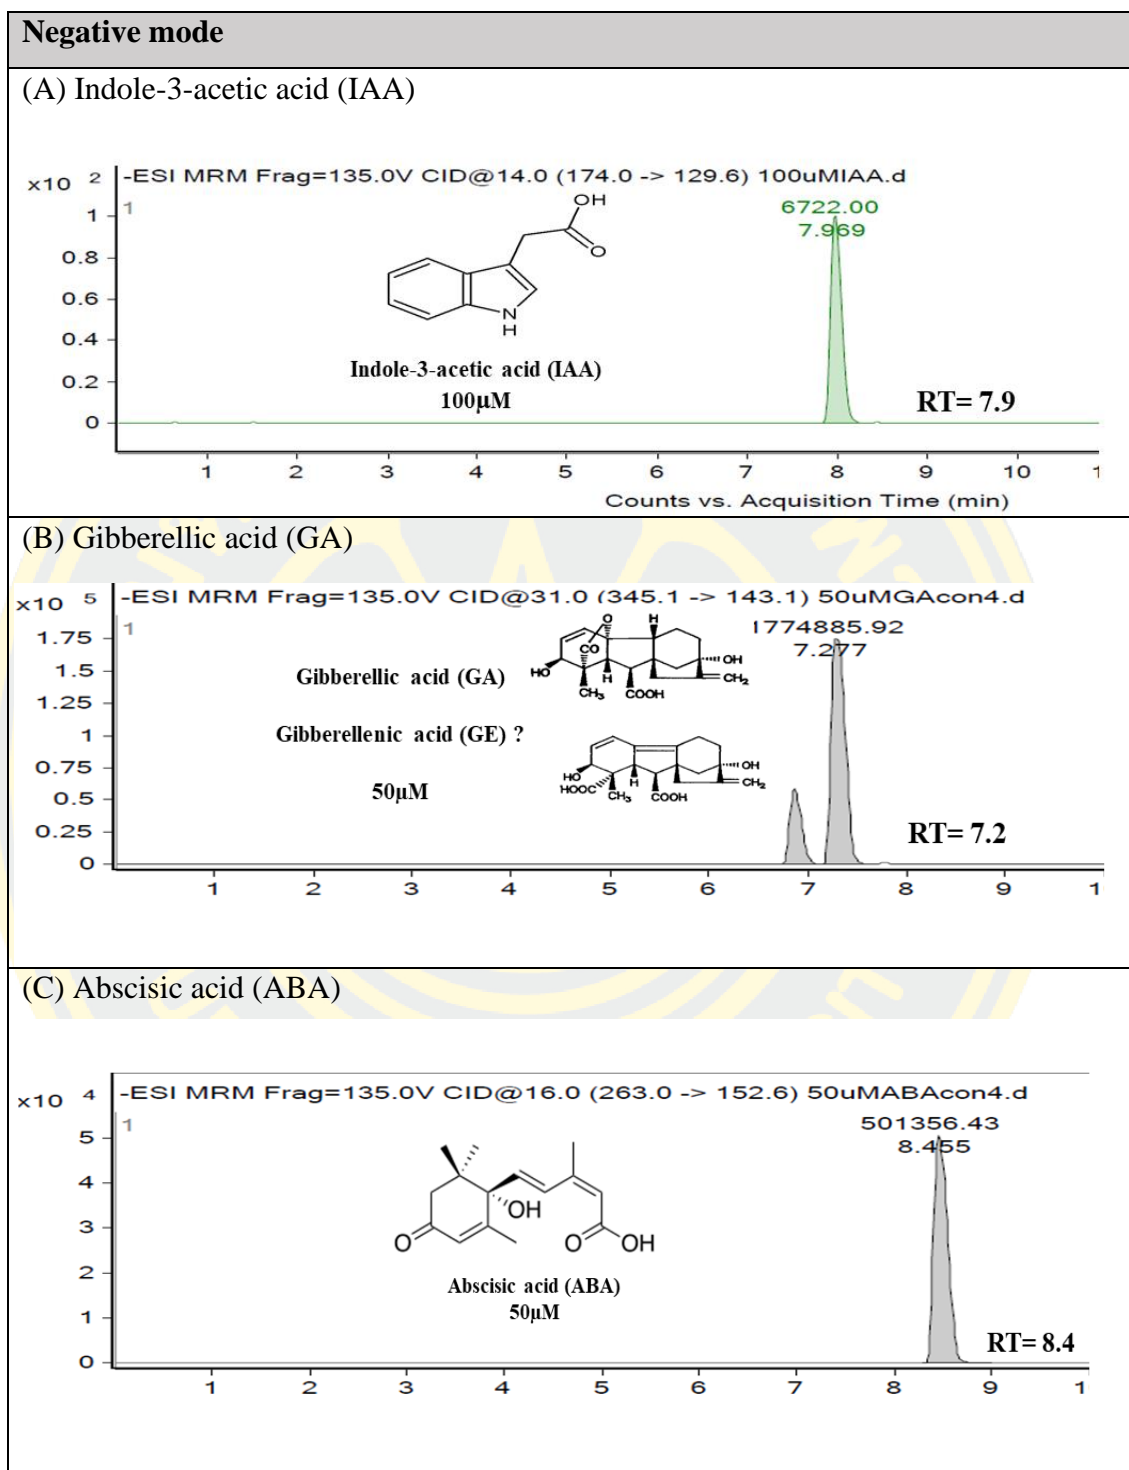 Negative mode
(A) Indole-3-acetic acid (IAA)
x10 2 -ESI MRM Frag=135.0V CID@14.0 (174.0 -> 129.6) 100uMIAA.d
1
6722.00
7.969
1
0.8
0.6
0.4
0.2
0
OH
O
N
H
Indole-3-acetic acid (IAA)
100µM
RT= 7.9
1 2 3 4 5 6 7 8 9 10 1
Counts vs. Acquisition Time (min)
(B) Gibberellic acid (GA)
x10 5 -ESI MRM Frag=135.0V CID@31.0 (345.1 -> 143.1) 50uMGAcon4.d
1
1774885.92
7.277
1.75
1.5
1.25
1
0.75
0.5
0.25
0
Gibberellic acid (GA)
O
H
CO
OH
HO
H
CH2
CH3
COOH
Gibberellenic acid (GE) ?
OH
HO
H
CH2
HOOC
CH3
COOH
50µM
RT= 7.2
1 2 3 4 5 6 7 8 9 1
(C) Abscisic acid (ABA)
x10 4 -ESI MRM Frag=135.0V CID@16.0 (263.0 -> 152.6) 50uMABAcon4.d
1
501356.43
8.455
5
4
3
2
1
0
OH
O
O
OH
Abscisic acid (ABA)
50µM
RT= 8.4
1 2 3 4 5 6 7 8 9 1